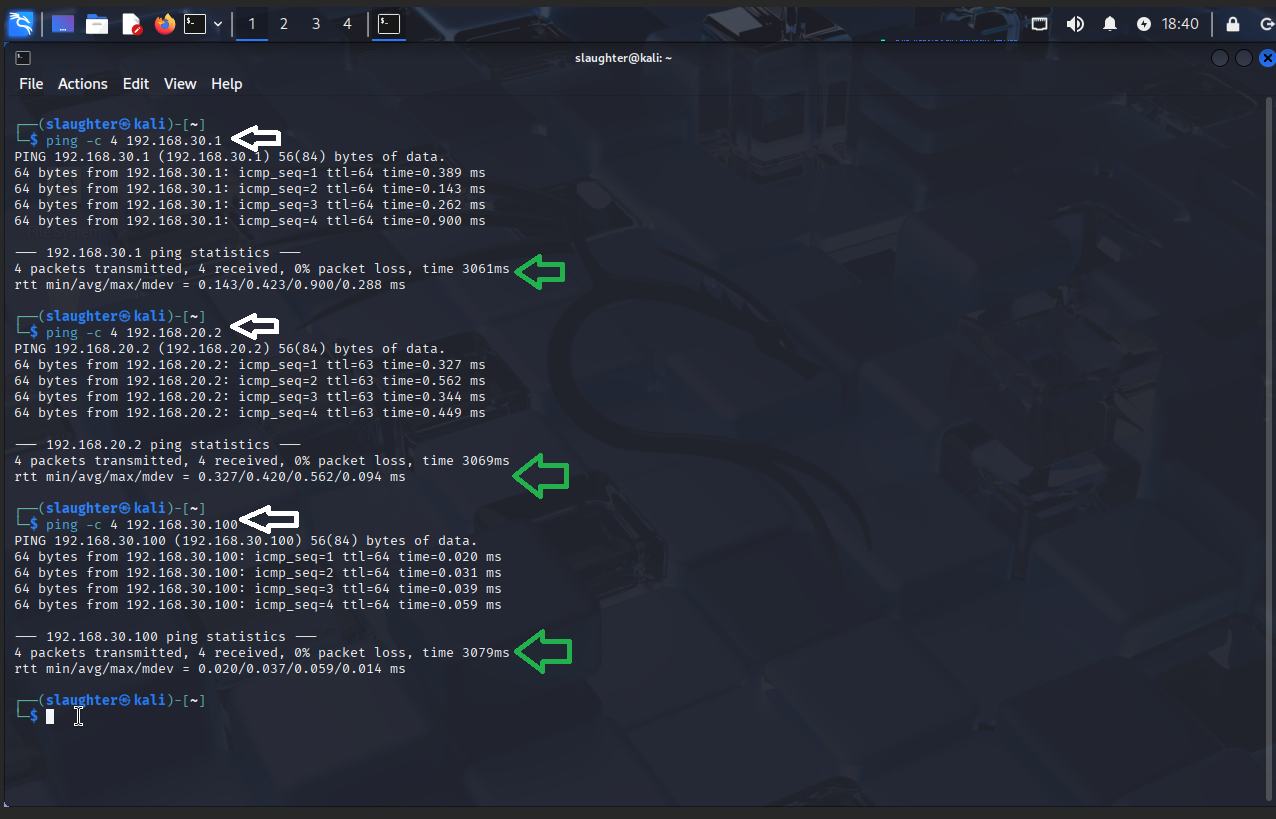 1 2 3 4 18:40
slaughter@kali: ~
File Actions Edit View Help
┌──(slaughter㉿kali)-[~]
└─$ ping -c 4 192.168.30.1
PING 192.168.30.1 (192.168.30.1) 56(84) bytes of data.
64 bytes from 192.168.30.1: icmp_seq=1 ttl=64 time=0.389 ms
64 bytes from 192.168.30.1: icmp_seq=2 ttl=64 time=0.143 ms
64 bytes from 192.168.30.1: icmp_seq=3 ttl=64 time=0.262 ms
64 bytes from 192.168.30.1: icmp_seq=4 ttl=64 time=0.900 ms
--- 192.168.30.1 ping statistics ---
4 packets transmitted, 4 received, 0% packet loss, time 3061ms
rtt min/avg/max/mdev = 0.143/0.423/0.900/0.288 ms
┌──(slaughter㉿kali)-[~]
└─$ ping -c 4 192.168.20.2
PING 192.168.20.2 (192.168.20.2) 56(84) bytes of data.
64 bytes from 192.168.20.2: icmp_seq=1 ttl=63 time=0.327 ms
64 bytes from 192.168.20.2: icmp_seq=2 ttl=63 time=0.562 ms
64 bytes from 192.168.20.2: icmp_seq=3 ttl=63 time=0.344 ms
64 bytes from 192.168.20.2: icmp_seq=4 ttl=63 time=0.449 ms
--- 192.168.20.2 ping statistics ---
4 packets transmitted, 4 received, 0% packet loss, time 3069ms
rtt min/avg/max/mdev = 0.327/0.420/0.562/0.094 ms
┌──(slaughter㉿kali)-[~]
└─$ ping -c 4 192.168.30.100
PING 192.168.30.100 (192.168.30.100) 56(84) bytes of data.
64 bytes from 192.168.30.100: icmp_seq=1 ttl=64 time=0.020 ms
64 bytes from 192.168.30.100: icmp_seq=2 ttl=64 time=0.031 ms
64 bytes from 192.168.30.100: icmp_seq=3 ttl=64 time=0.039 ms
64 bytes from 192.168.30.100: icmp_seq=4 ttl=64 time=0.059 ms
--- 192.168.30.100 ping statistics ---
4 packets transmitted, 4 received, 0% packet loss, time 3079ms
rtt min/avg/max/mdev = 0.020/0.037/0.059/0.014 ms
┌──(slaughter㉿kali)-[~]
└─$